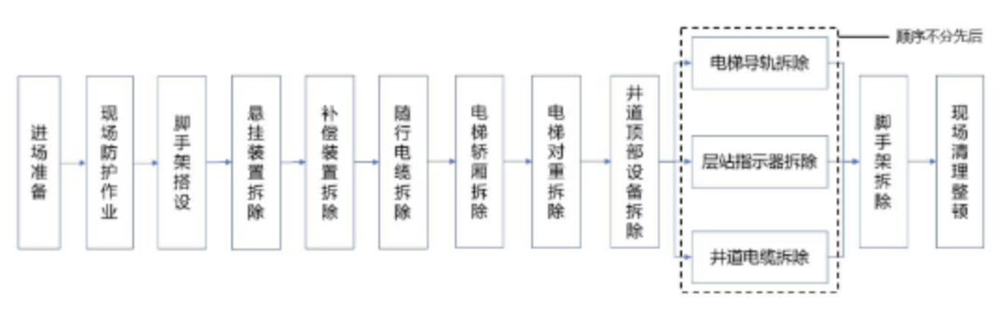 进场准备
现场防护作业
脚手架搭设
悬挂装置拆除
补偿装置拆除
随行电缆拆除
电梯轿厢拆除
电梯对重拆除
井道顶部设备拆除
顺序不分先后
电梯导轨拆除
层站指示器拆除
井道电缆拆除
脚手架拆除
现场清理整顿